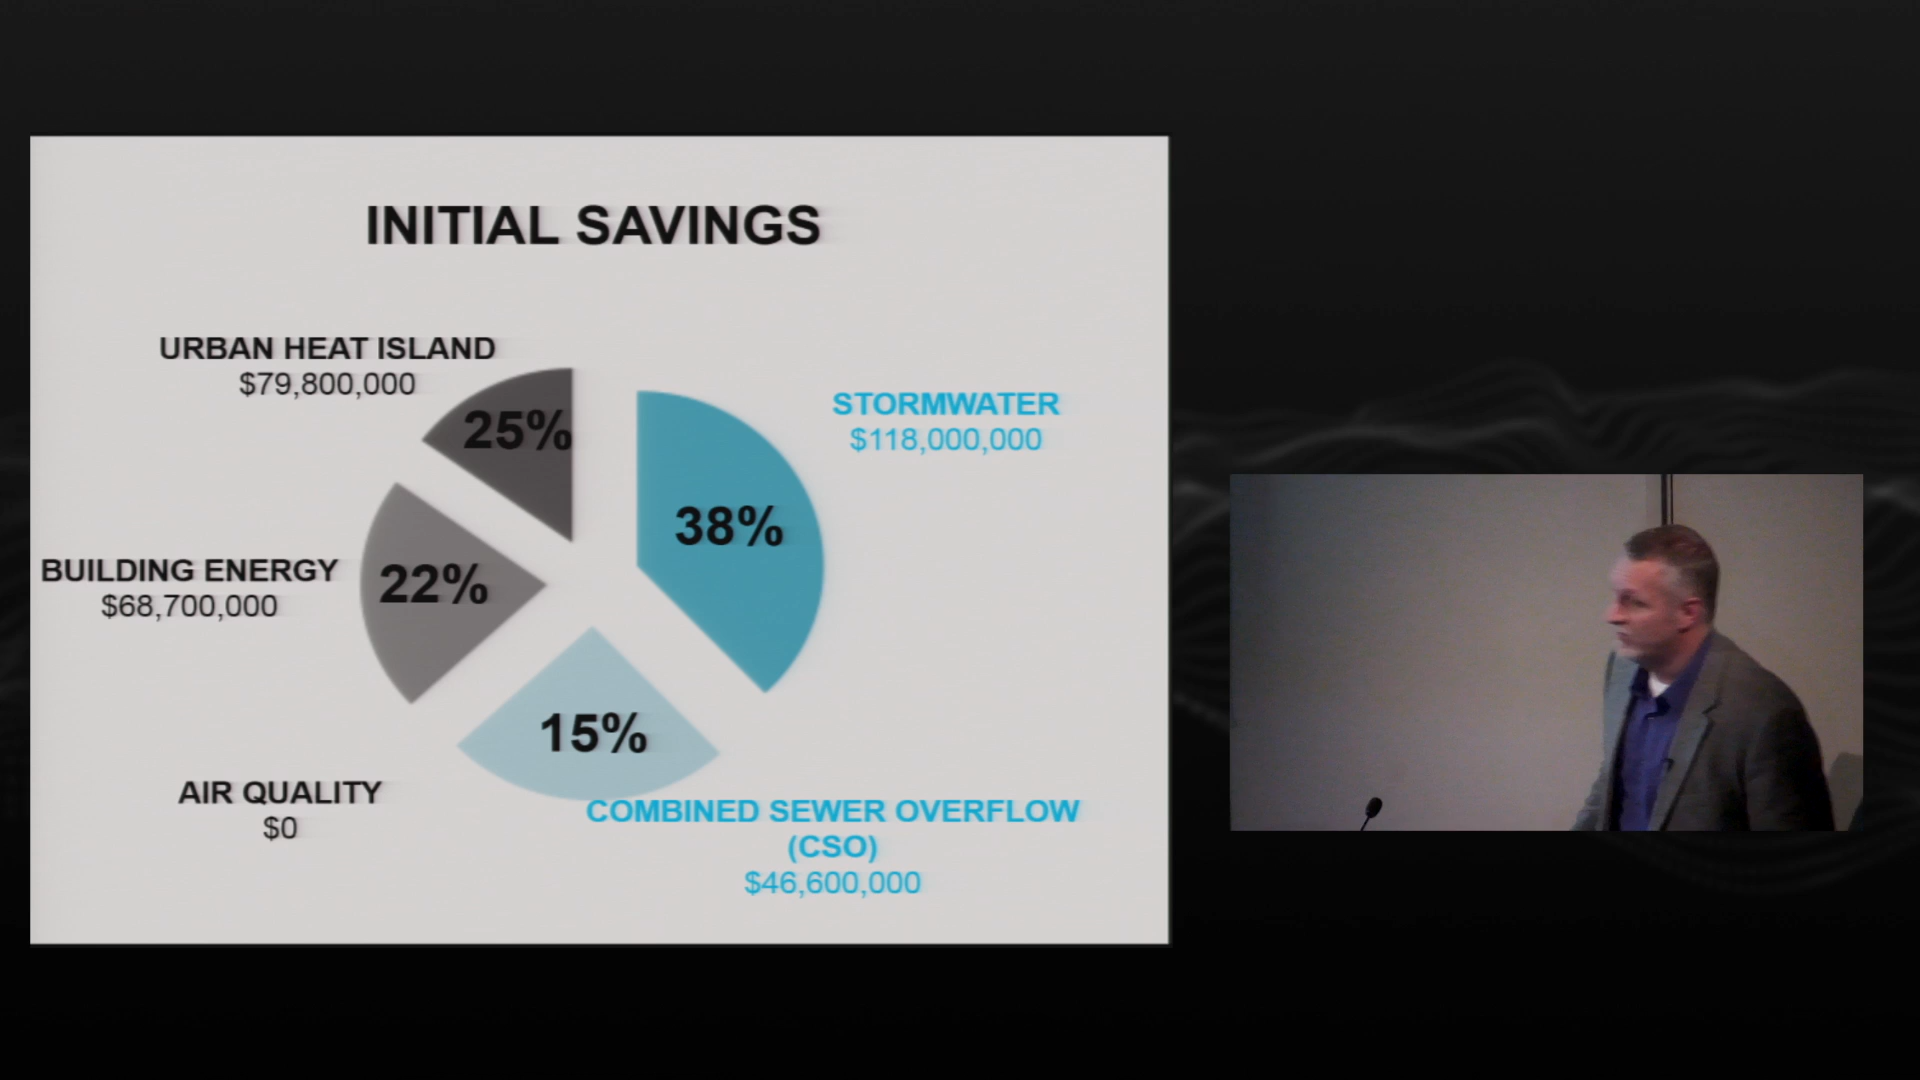 INITIAL SAVINGS
URBAN HEAT ISLAND
$79,800,000
25%
STORMWATER
$118,000,000
38%
BUILDING ENERGY
$68,700,000
22%
15%
AIR QUALITY
$0
COMBINED SEWER OVERFLOW
(CSO)
$46,600,000